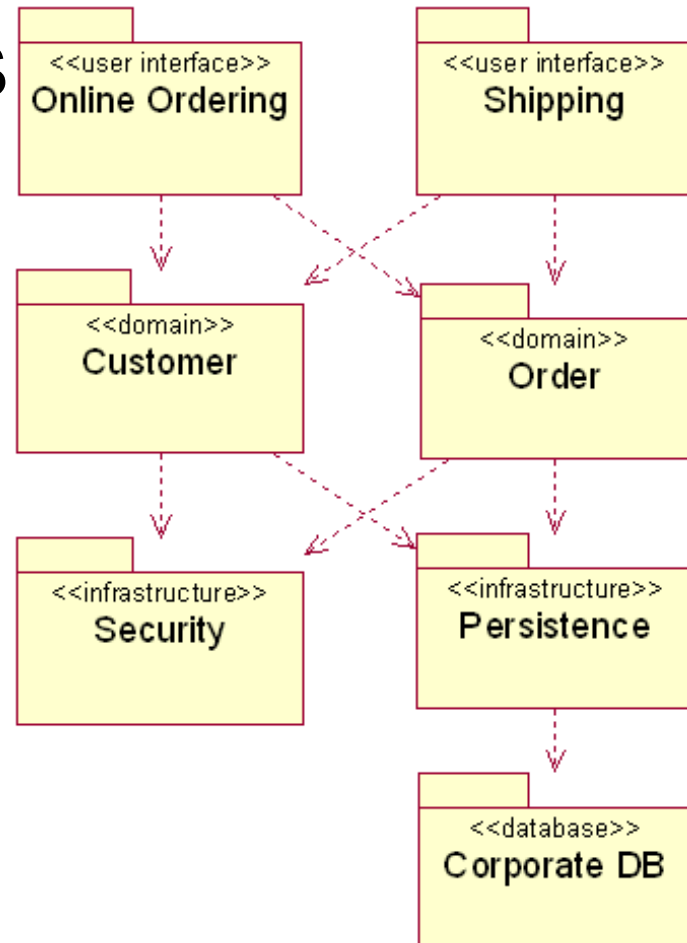 s
<<user interface>>
Online Ordering
<<user interface>>
Shipping
<<domain>>
Customer
<<domain>>
Order
<<infrastructure>>
Security
<<infrastructure>>
Persistence
<<database>>
Corporate DB